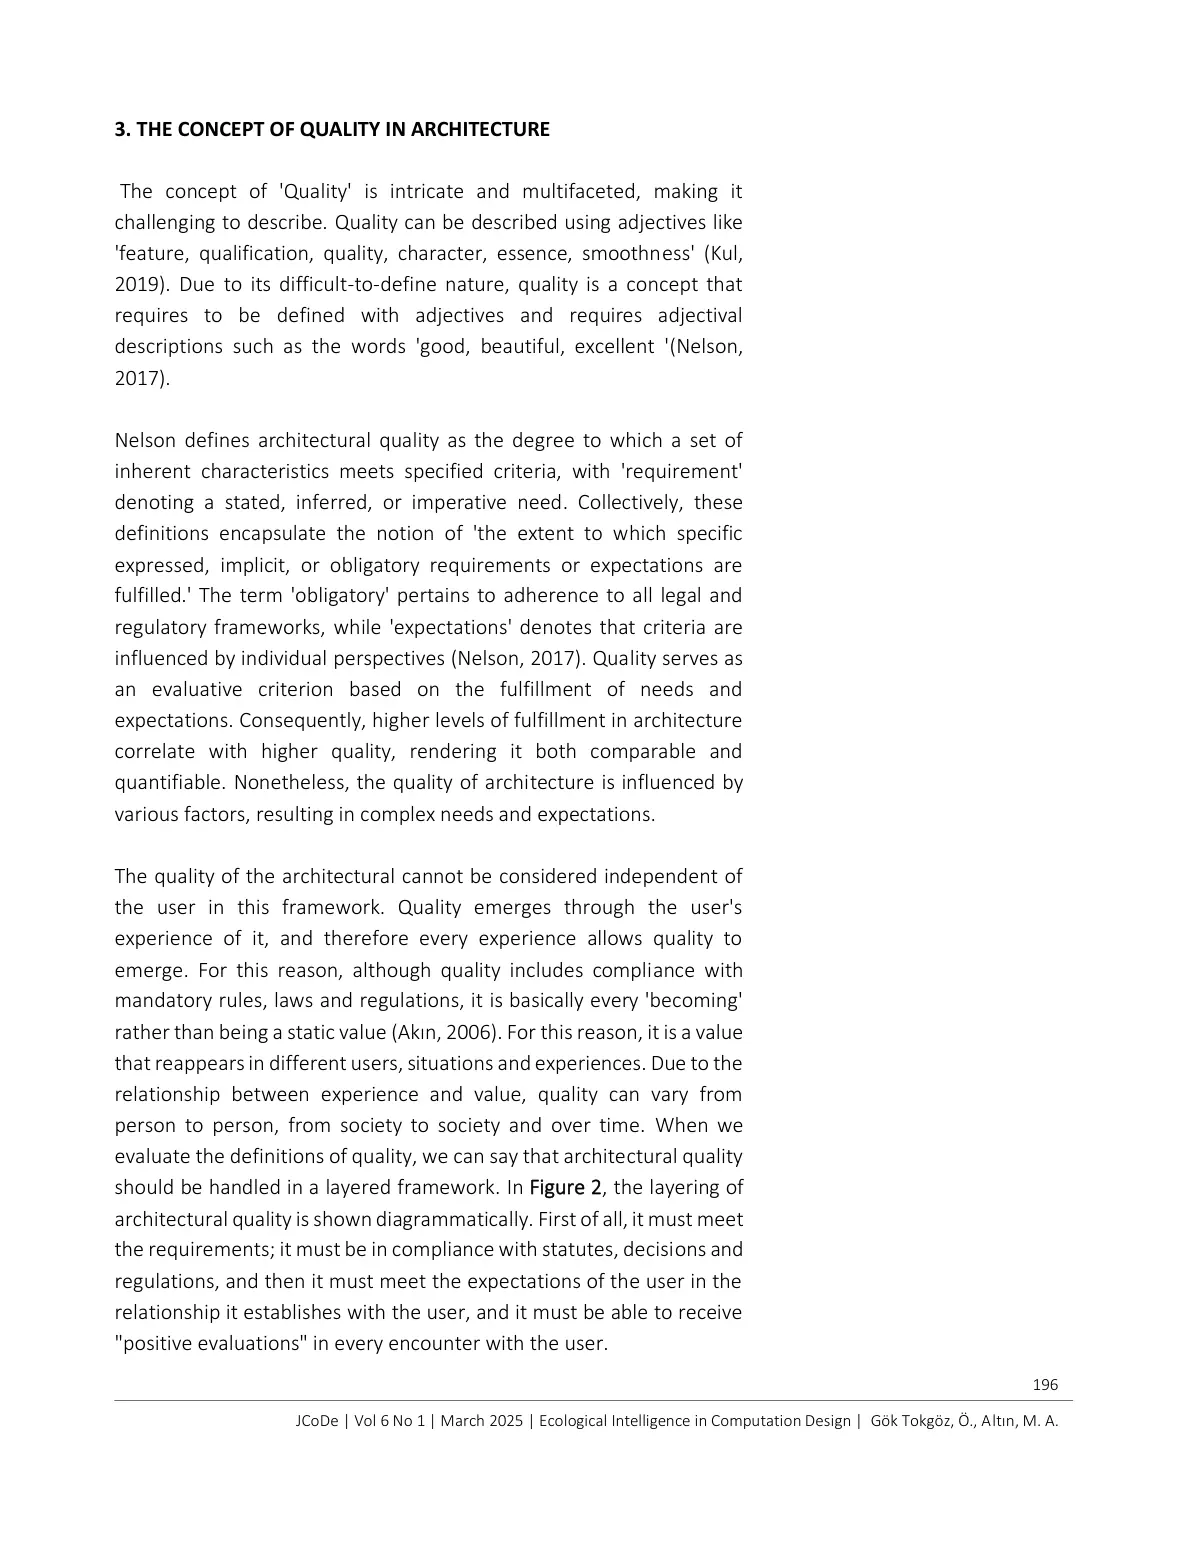 3. THE CONCEPT OF QUALITY IN ARCHITECTURE
The concept of 'Quality' is intricate and multifaceted, making it
challenging to describe. Quality can be described using adjectives like
'feature, qualification, quality, character, essence, smoothness' (Kul,
2019). Due to its difficult-to-define nature, quality is a concept that
requires to be defined with adjectives and requires adjectival
descriptions such as the words 'good, beautiful, excellent '(Nelson,
2017).
Nelson defines architectural quality as the degree to which a set of
inherent characteristics meets specified criteria, with 'requirement'
denoting a stated, inferred, or imperative need. Collectively, these
definitions encapsulate the notion of 'the extent to which specific
expressed, implicit, or obligatory requirements or expectations are
fulfilled.' The term 'obligatory' pertains to adherence to all legal and
regulatory frameworks, while 'expectations' denotes that criteria are
influenced by individual perspectives (Nelson, 2017). Quality serves as
an evaluative criterion based on the fulfillment of needs and
expectations. Consequently, higher levels of fulfillment in architecture
correlate with higher quality, rendering it both comparable and
quantifiable. Nonetheless, the quality of architecture is influenced by
various factors, resulting in complex needs and expectations.
The quality of the architectural cannot be considered independent of
the user in this framework. Quality emerges through the user's
experience of it, and therefore every experience allows quality to
emerge. For this reason, although quality includes compliance with
mandatory rules, laws and regulations, it is basically every 'becoming'
rather than being a static value (Akın, 2006). For this reason, it is a value
that reappears in different users, situations and experiences. Due to the
relationship between experience and value, quality can vary from
person to person, from society to society and over time. When we
evaluate the definitions of quality, we can say that architectural quality
should be handled in a layered framework. In Figure 2, the layering of
architectural quality is shown diagrammatically. First of all, it must meet
the requirements; it must be in compliance with statutes, decisions and
regulations, and then it must meet the expectations of the user in the
relationship it establishes with the user, and it must be able to receive
"positive evaluations" in every encounter with the user.
196
JCoDe | Vol 6 No 1 | March 2025 | Ecological Intelligence in Computation Design | Gök Tokgöz, Ö., Altın, M. A.